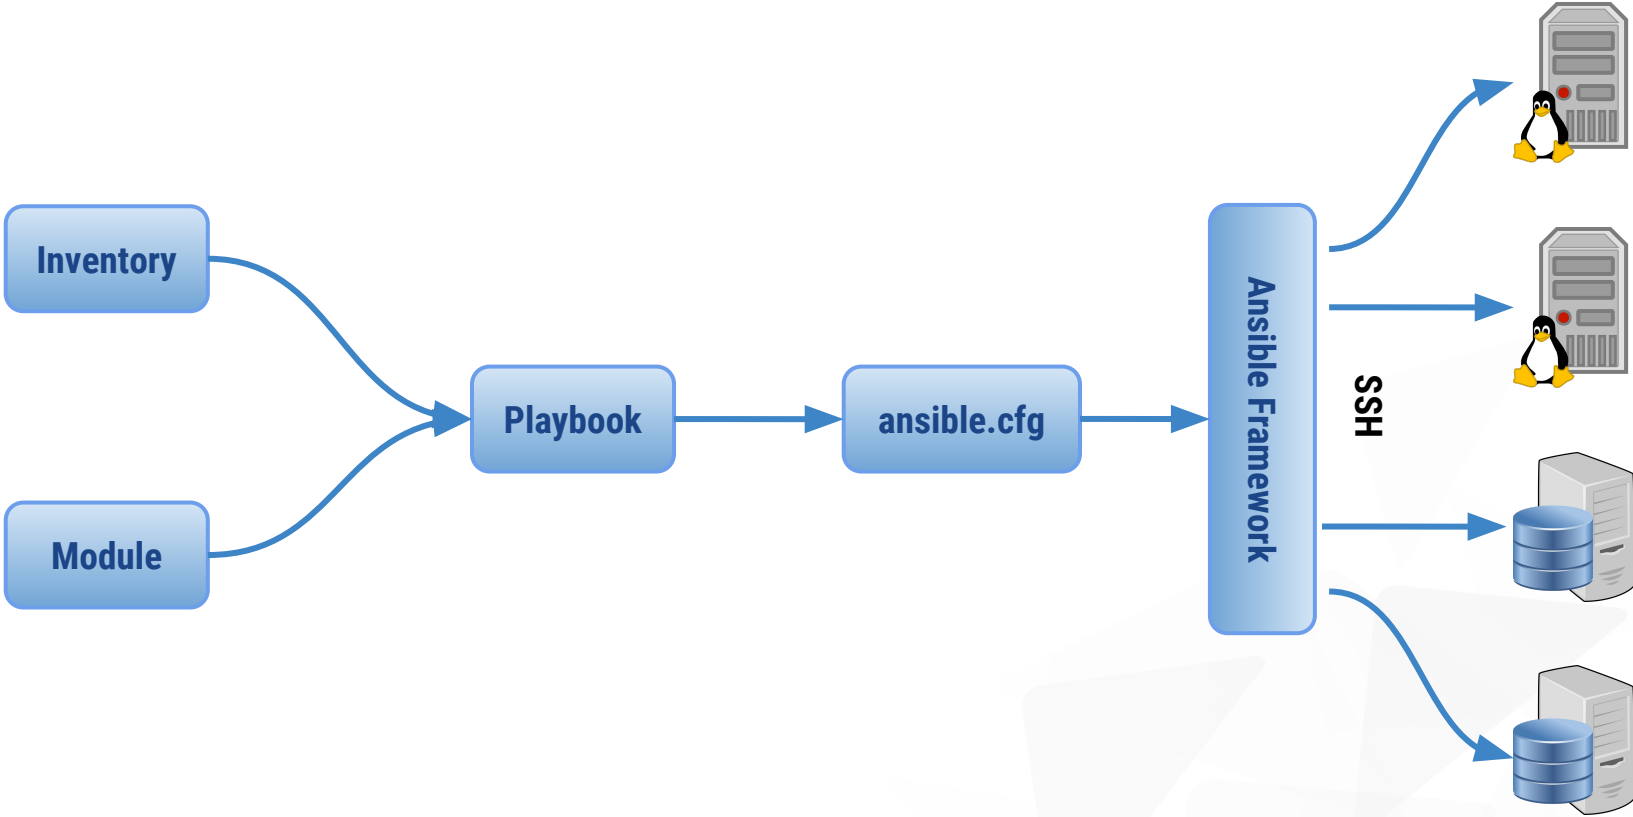 Inventory
Module
Playbook
ansible.cfg
Ansible Framework
SSH